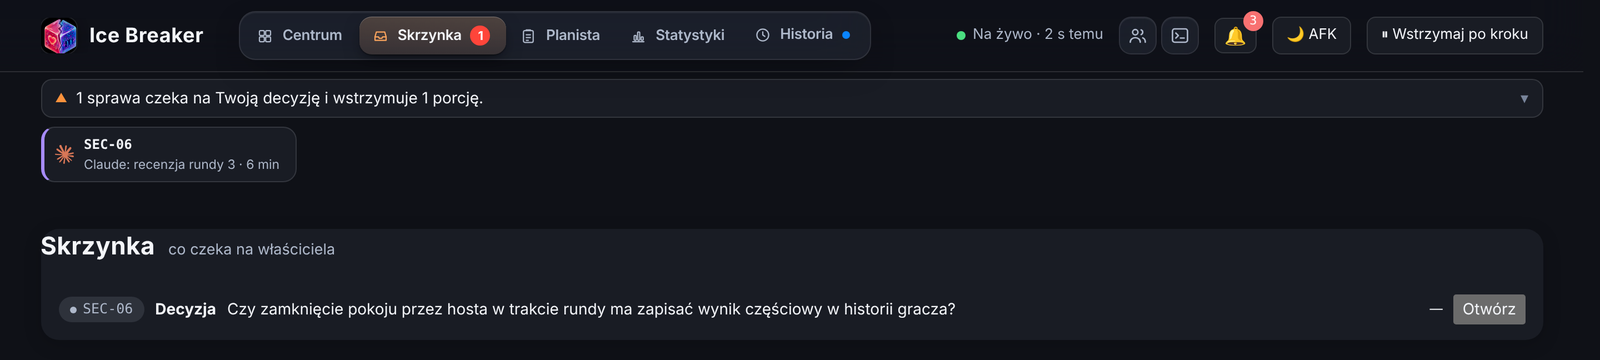 Ice Breaker
Centrum
Skrzynka 1
Planista
Statystyki
Historia
Na żywo · 2 s temu
3
AFK
Wstrzymaj po kroku
1 sprawa czeka na Twoją decyzję i wstrzymuje 1 porcję.
SEC-06
Claude: recenzja rundy 3 · 6 min
Skrzynka co czeka na właściciela
SEC-06 Decyzja Czy zamknięcie pokoju przez hosta w trakcie rundy ma zapisać wynik częściowy w historii gracza? — Otwórz